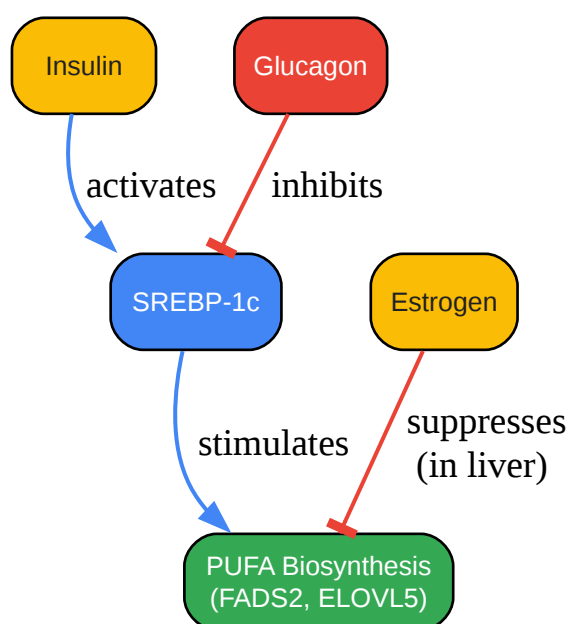 Insulin
Glucagon
activates
inhibits
SREBP-1c
Estrogen
stimulates
suppresses
(in liver)
PUFA Biosynthesis
(FADS2, ELOVL5)